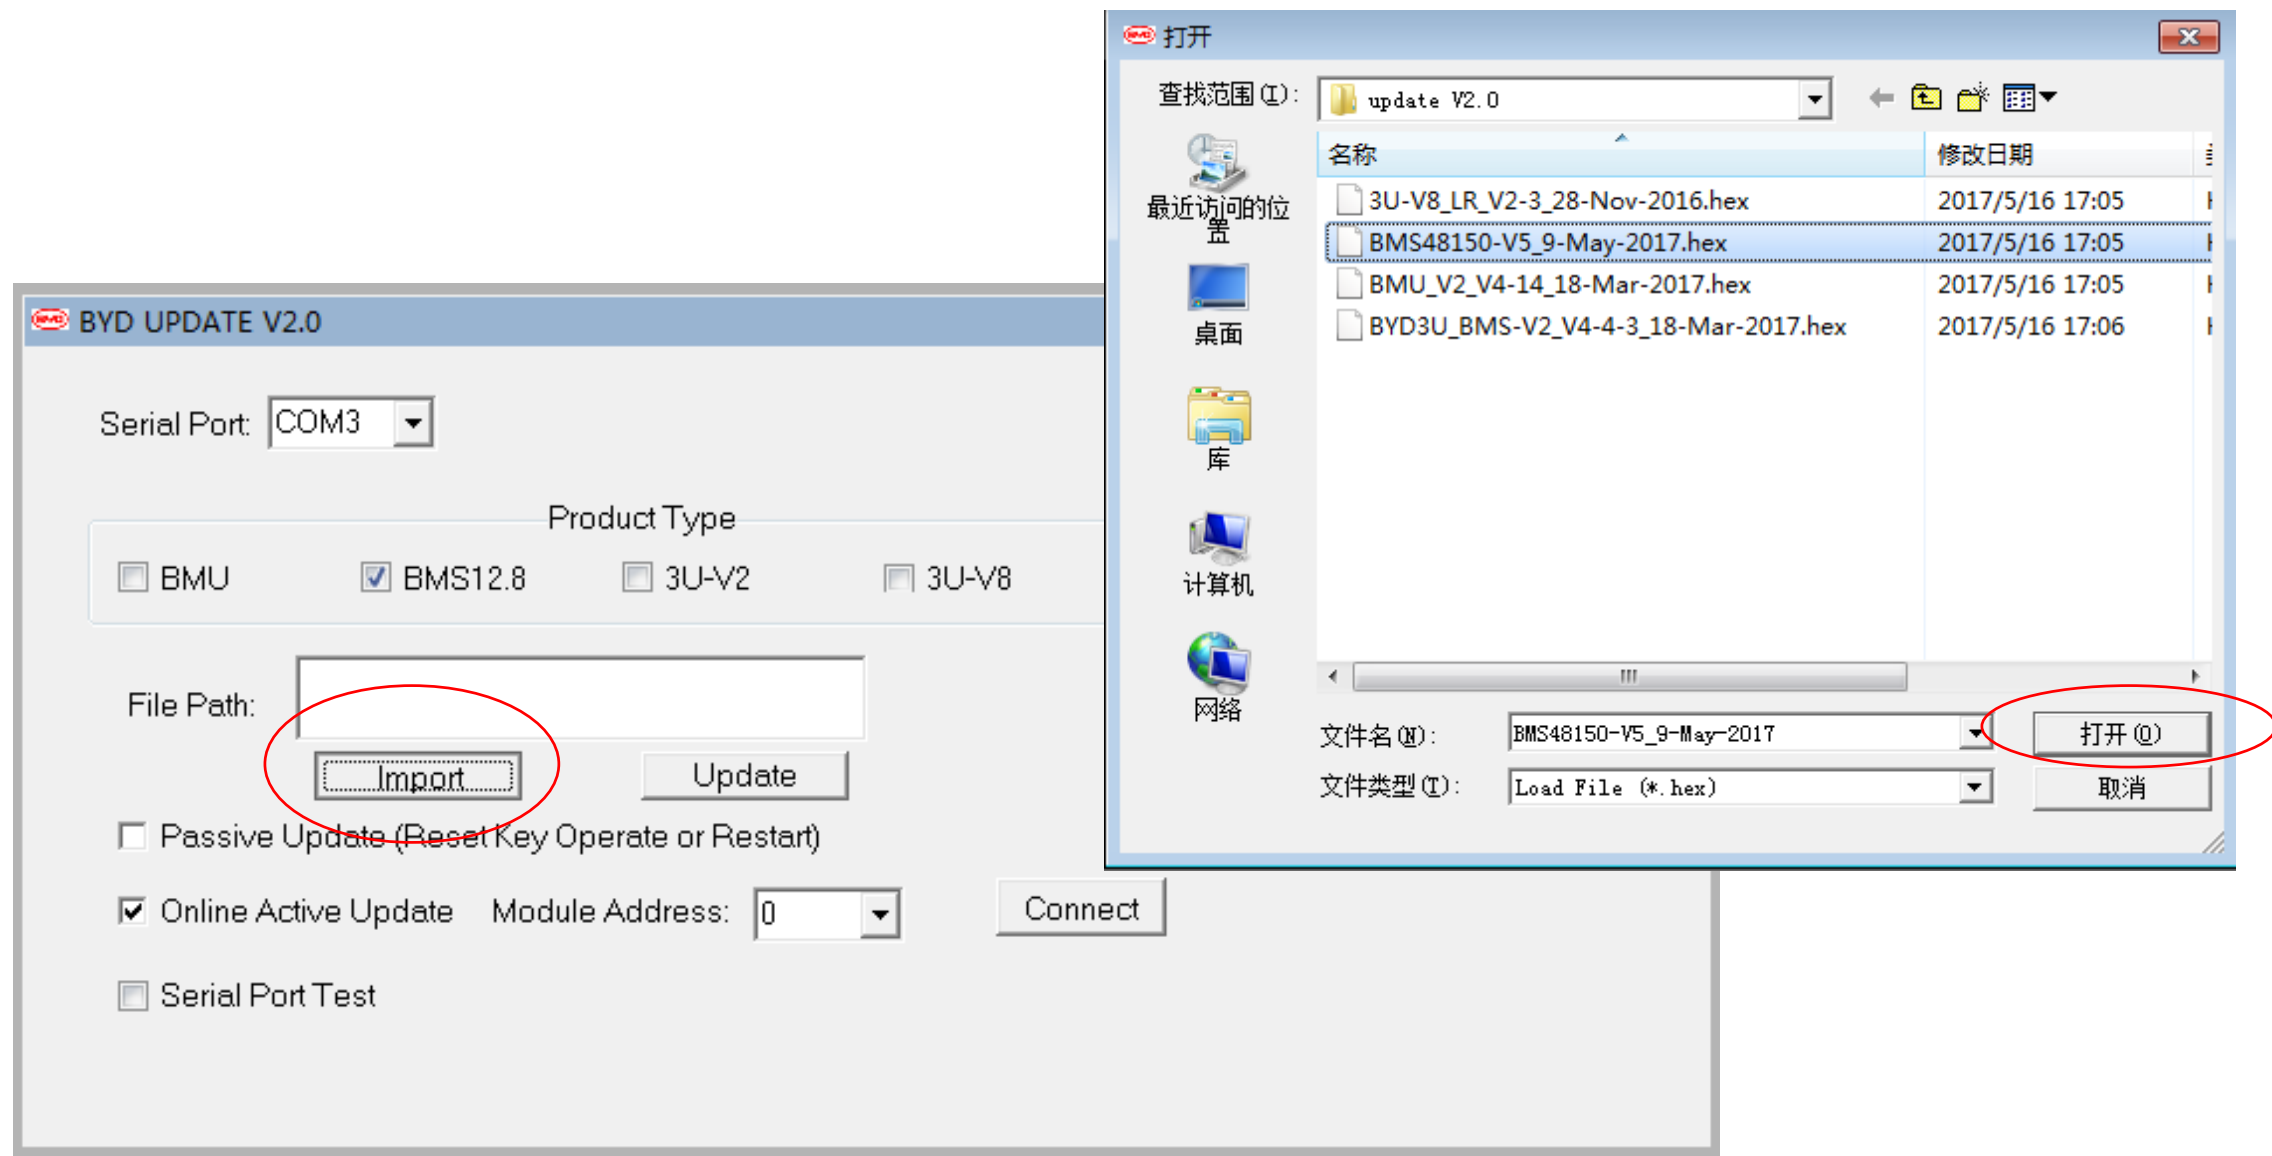 打开
查找范围(I):
update V2.0
名称
修改日期
3U-V8_LR_V2-3_28-Nov-2016.hex
2017/5/16 17:05
BMS48150-V5_9-May-2017.hex
2017/5/16 17:05
BMU_V2_V4-14_18-Mar-2017.hex
2017/5/16 17:05
BYD3U_BMS-V2_V4-4-3_18-Mar-2017.hex
2017/5/16 17:06
最近访问的位
置
桌面
库
计算机
网络
文件名(N):
BMS48150-V5_9-May-2017
打开(O)
文件类型(T):
Load File (*.hex)
取消
BYD UPDATE V2.0
Serial Port:
COM3
Product Type
BMU
BMS12.8
3U-V2
3U-V8
File Path:
Import
Update
Passive Update (Reset Key Operate or Restart)
Online Active Update
Module Address:
0
Connect
Serial Port Test